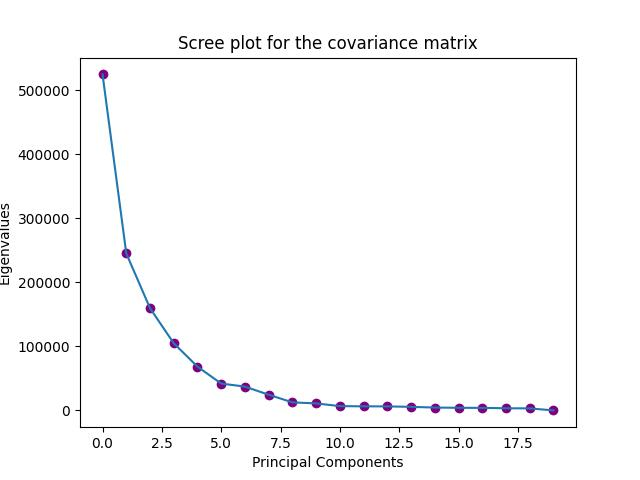 Scree plot for the covariance matrix
500000
400000
300000
200000
100000
0
Eigenvalues
0.0 2.5 5.0 7.5 10.0 12.5 15.0 17.5
Principal Components